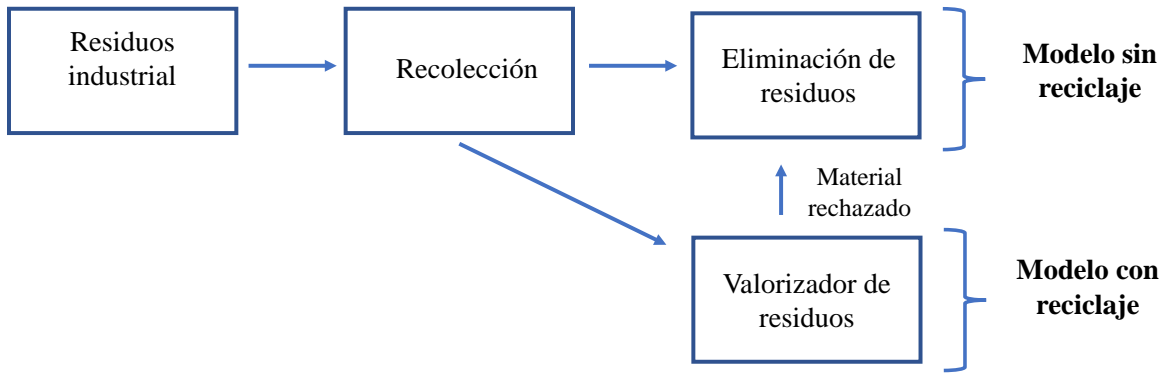 Residuos
industrial
Recolección
Eliminación de
residuos
Modelo sin
reciclaje
Material
rechazado
Valorizador de
residuos
Modelo con
reciclaje